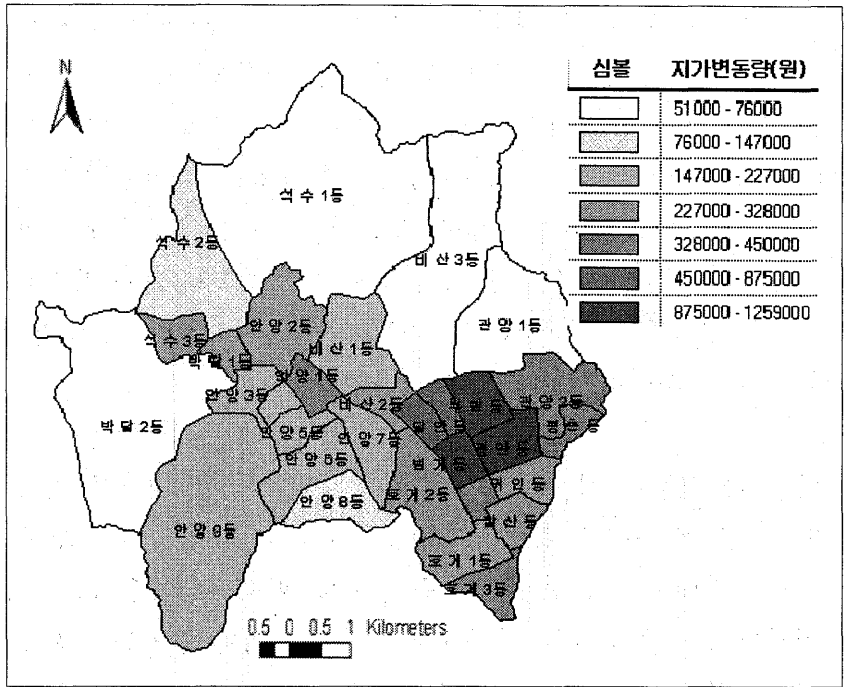 N
심볼 지가변동량(원)
51000 - 76000
76000 - 147000
147000 - 227000
227000 - 328000
328000 - 450000
450000 - 875000
875000 - 1259000
석수1동
석수2동
비산3동
관양1동
석수3동
안양2동
박달1동
비산1동
안양1동
안양3동
비산2동
관양2동
평촌동
박달2동
안양5동
안양7동
안양6동
호계2동
귀인동
안양8동
안양9동
호계1동
호계3동
0.5 0 0.5 1 Kilometers